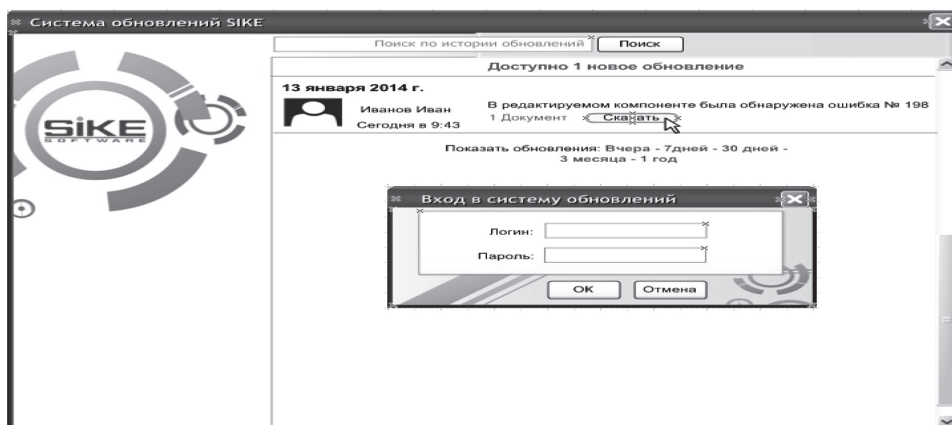 Система обновлений SIKE
Поиск по истории обновлений Поиск
Доступно 1 новое обновление
13 января 2014 г.
Иванов Иван
Сегодня в 9:43
В редактируемом компоненте была обнаружена ошибка № 198
1 Документ Скачать
SiKE
SOFTWARE
Показать обновления: Вчера - 7дней - 30 дней -
3 месяца - 1 год
Вход в систему обновлений
Логин:
Пароль:
ОК Отмена